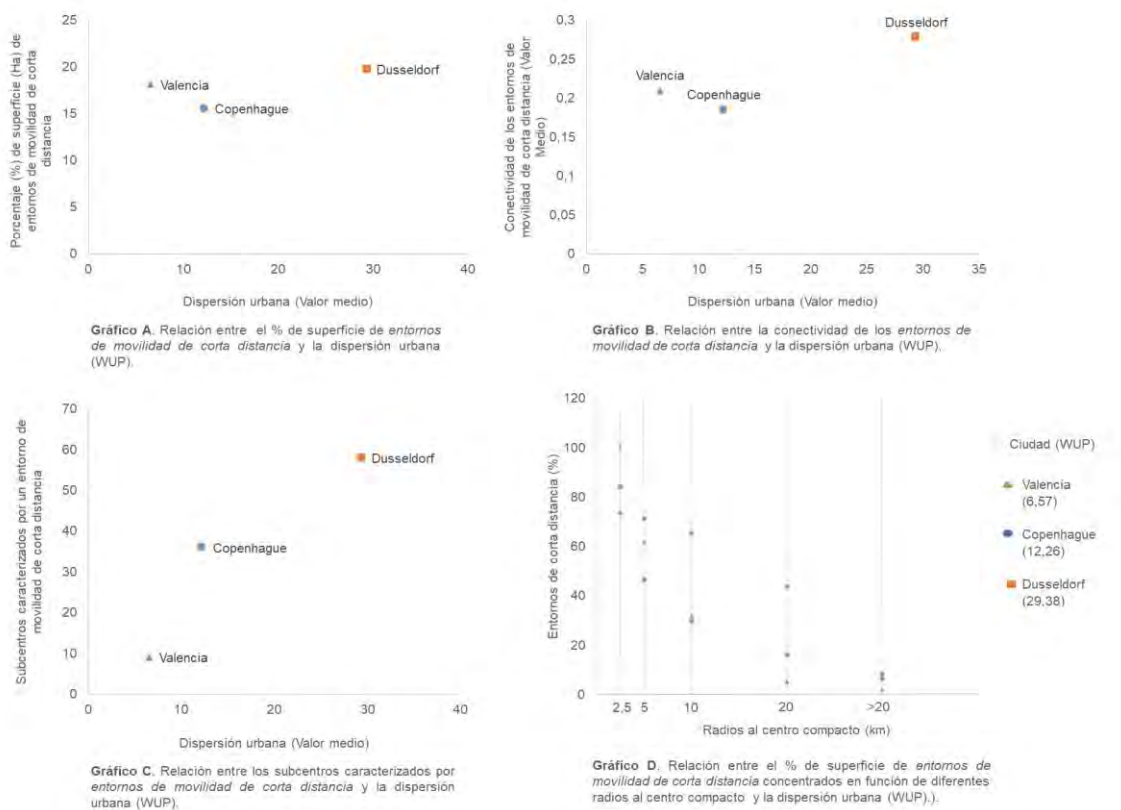 Porcentaje (%) de superficie (Ha) de
entornos de movilidad de corta
distancia
25
20
15
10
5
0
Valencia
Copenhague
Dusseldorf
0 10 20 30 40
Dispersión urbana (Valor medio)
Gráfico A. Relación entre el % de superficie de entornos
de movilidad de corta distancia y la dispersión urbana
(WUP).
Conectividad de los entornos de
movilidad de corta distancia (Valor
Medio)
0,3
0,25
0,2
0,15
0,1
0,05
0
Dusseldorf
Valencia
Copenhague
0 5 10 15 20 25 30 35
Dispersión urbana (Valor medio)
Gráfico B. Relación entre la conectividad de los entornos de
movilidad de corta distancia y la dispersión urbana (WUP).
Subcentros caracterizados por un entorno de
movilidad de corta distancia
70
60
50
40
30
20
10
0
Dusseldorf
Copenhague
Valencia
0 10 20 30 40
Dispersión urbana (Valor medio)
Gráfico C. Relación entre los subcentros caracterizados por
entornos de movilidad de corta distancia y la dispersión
urbana (WUP).
Entornos de corta distancia (%)
120
100
80
60
40
20
0
2,5 5 10 20 >20
Radios al centro compacto (km)
Ciudad (WUP)
Valencia
(6,57)
Copenhague
(12,26)
Dusseldorf
(29,38)
Gráfico D. Relación entre el % de superficie de entornos de
movilidad de corta distancia concentrados en función de diferentes
radios al centro compacto y la dispersión urbana (WUP).).